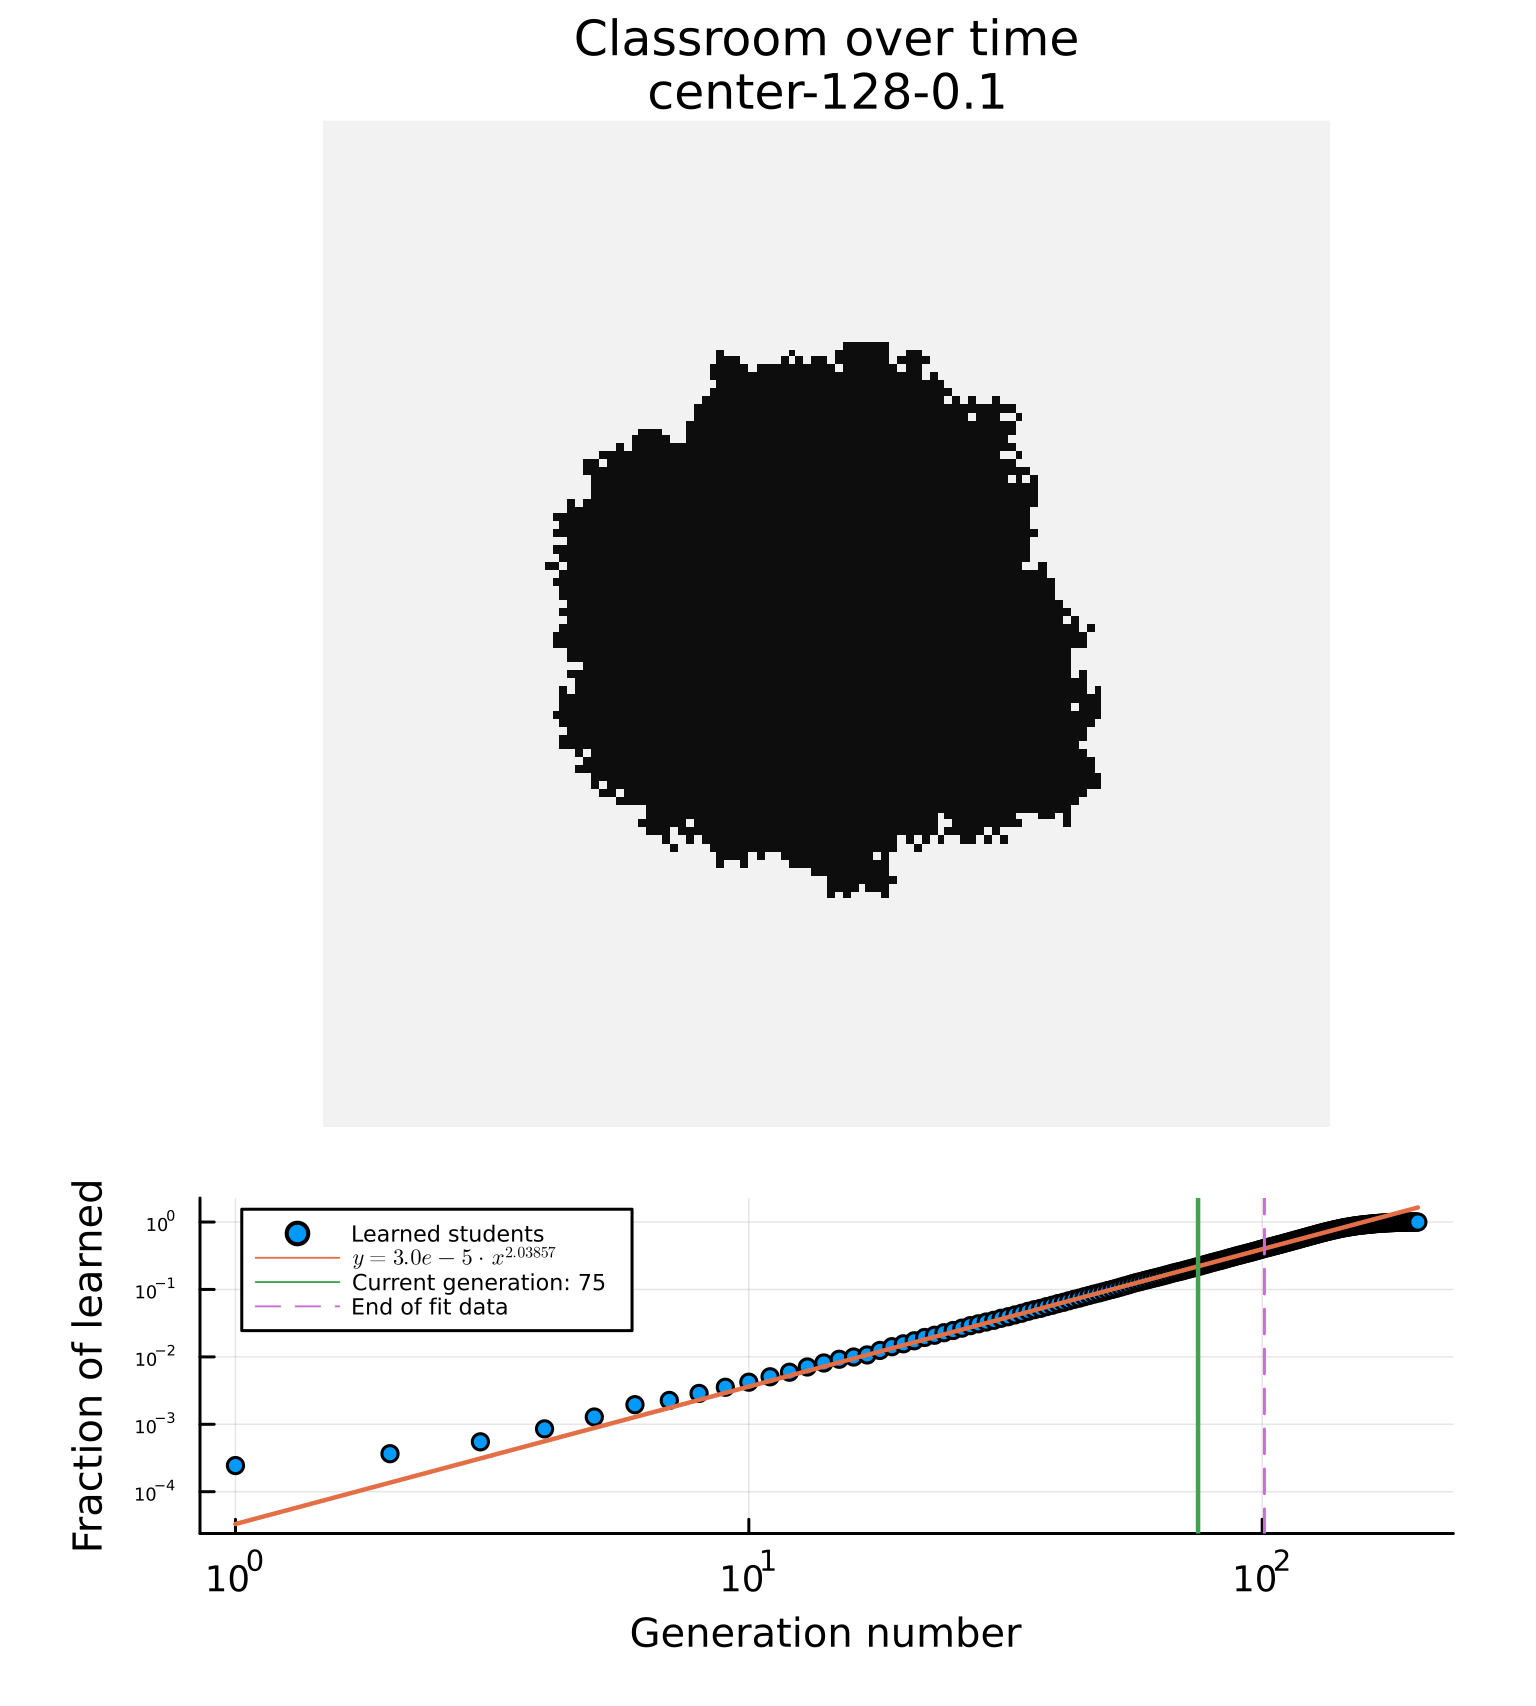 Classroom over time
center-128-0.1
Fraction of learned
10^0
10^-1
10^-2
10^-3
10^-4
Learned students
y = 3.0e − 5 · x^2.03857
Current generation: 75
End of fit data
10^0 10^1 10^2
Generation number